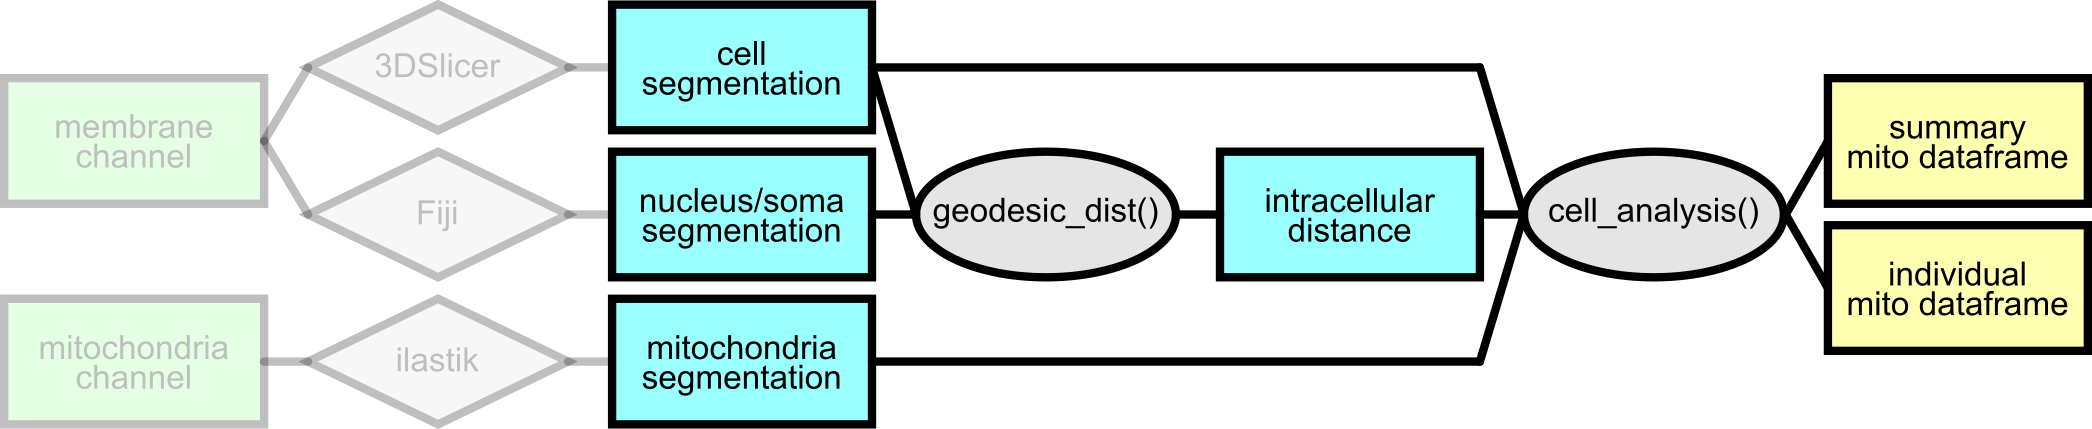 membrane
channel
mitochondria
channel
3DSlicer
Fiji
ilastik
cell
segmentation
nucleus/soma
segmentation
mitochondria
segmentation
geodesic_dist()
intracellular
distance
cell_analysis()
summary
mito dataframe
individual
mito dataframe